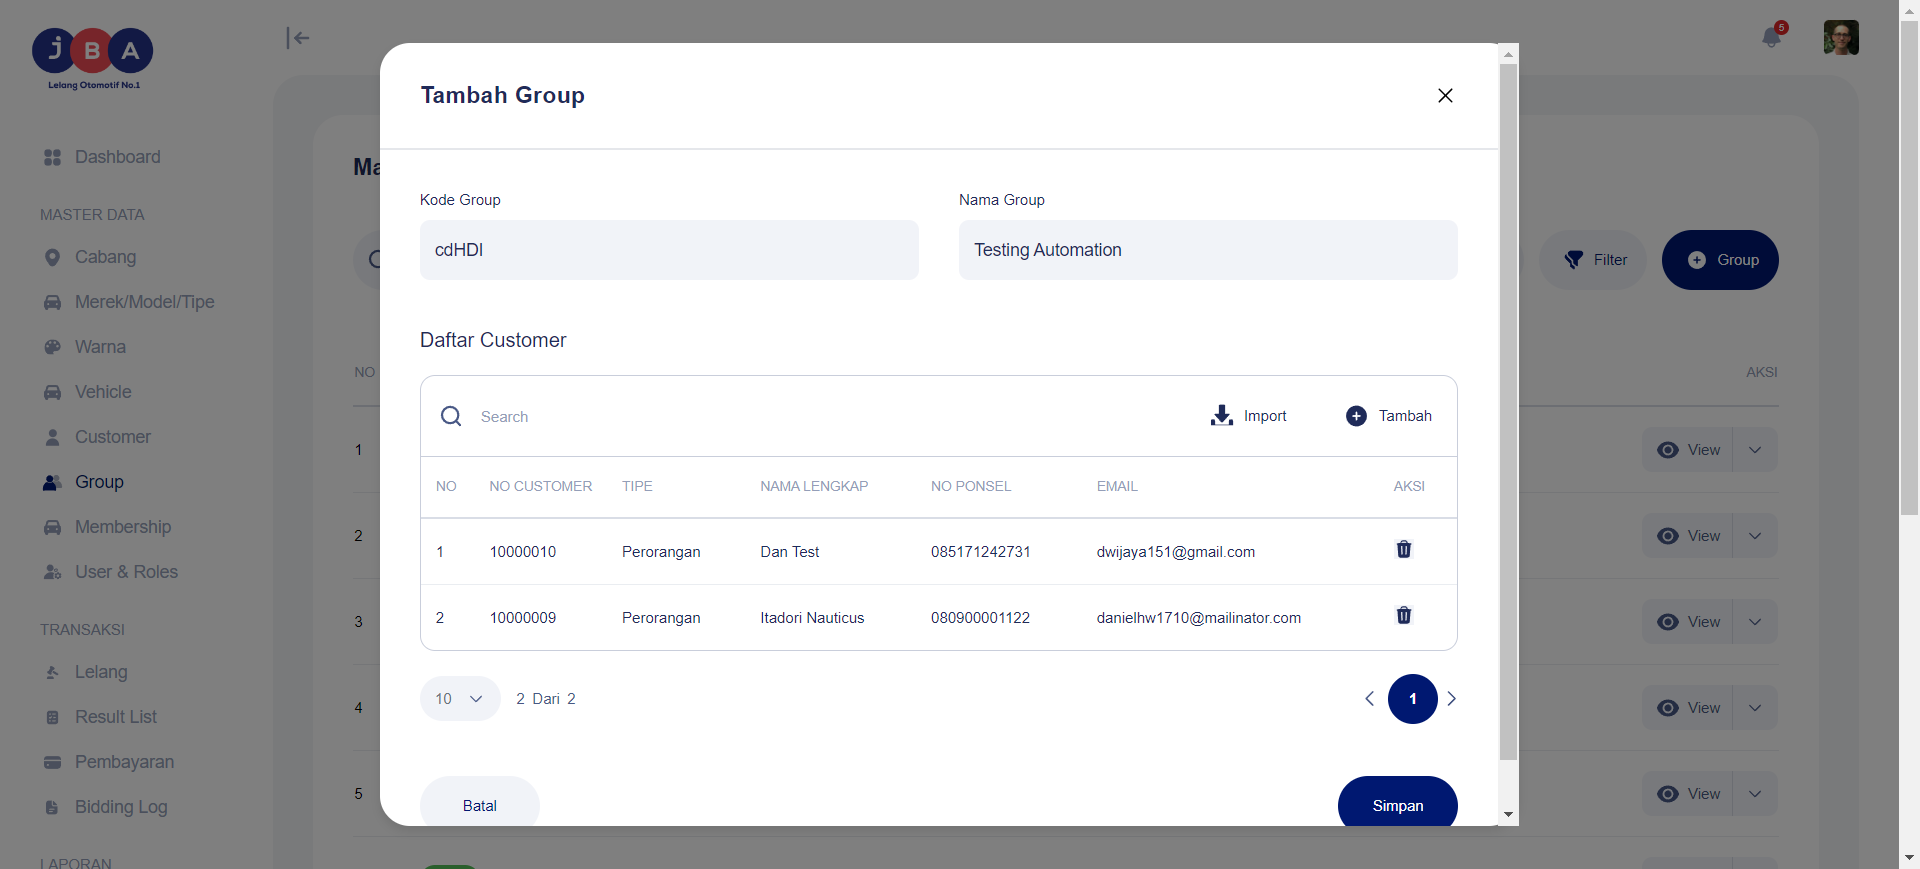 JBA
Lelang Otomotif No.1
5
Dashboard
MASTER DATA
Cabang
Merek/Model/Tipe
Warna
Vehicle
Customer
Group
Membership
User & Roles
TRANSAKSI
Lelang
Result List
Pembayaran
Bidding Log
LAPORAN
Ma
Filter
Group
NO
AKSI
1
View
2
View
3
View
4
View
5
View
Tambah Group
Kode Group
Nama Group
cdHDI
Testing Automation
Daftar Customer
Search
Import
Tambah
NO NO CUSTOMER TIPE NAMA LENGKAP NO PONSEL EMAIL AKSI
1 10000010 Perorangan Dan Test 085171242731 dwijaya151@gmail.com
2 10000009 Perorangan Itadori Nauticus 080900001122 danielhw1710@mailinator.com
10
2 Dari 2
1
Batal
Simpan